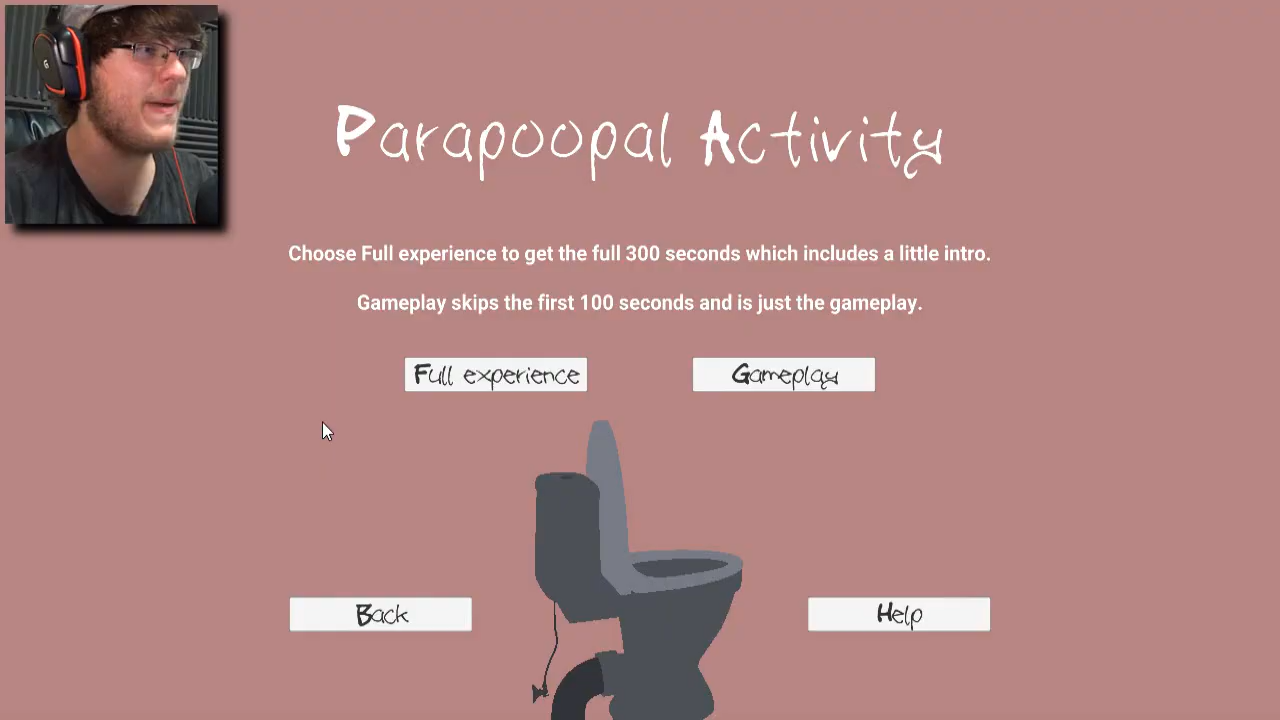 Parapoopal Activity
Choose Full experience to get the full 300 seconds which includes a little intro.
Gameplay skips the first 100 seconds and is just the gameplay.
Full experience
Gameplay
Back
Help